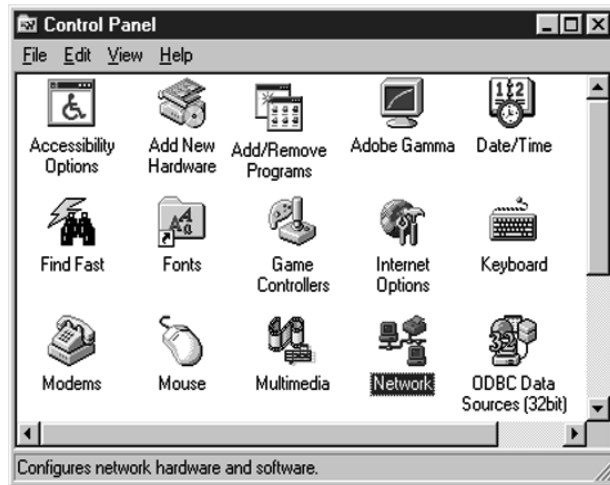 Control Panel
File Edit View Help
Accessibility Options
Add New Hardware
Add/Remove Programs
Adobe Gamma
Date/Time
Find Fast
Fonts
Game Controllers
Internet Options
Keyboard
Modems
Mouse
Multimedia
Network
ODBC Data Sources (32bit)
Configures network hardware and software.